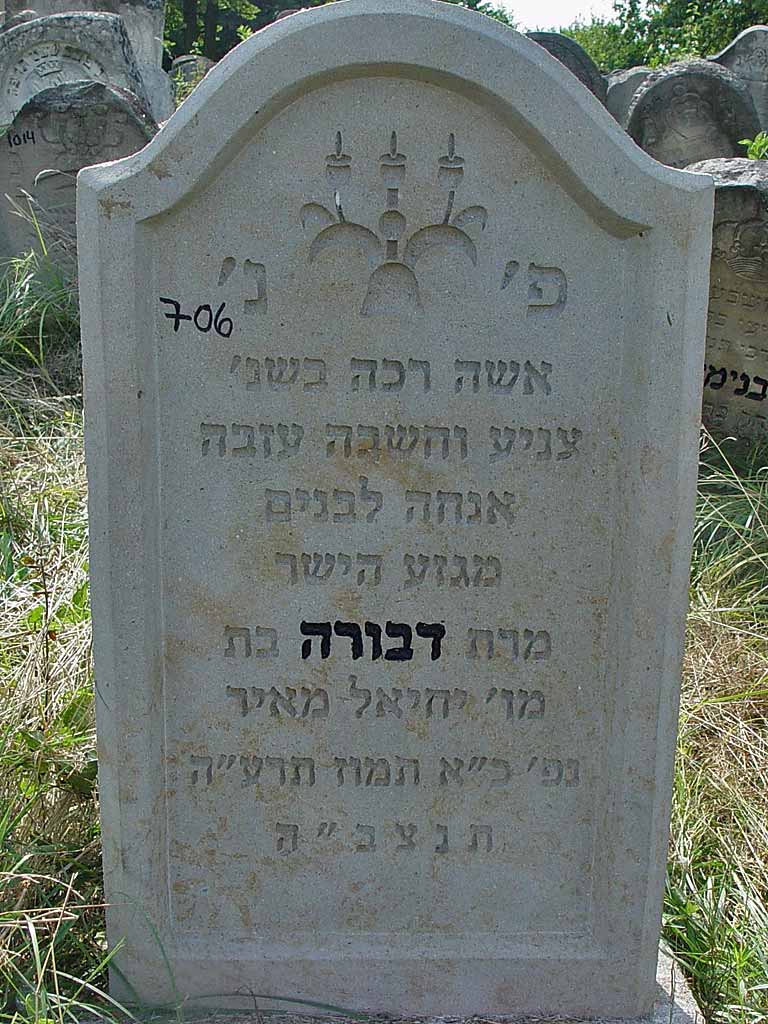 פ' נ'
706
אשה רכה בשנ'
צניע והשבה עזבה
אנחה לבנים
מגזע הישר
מרת דבורה בת
מו' יחיאל מאיר
נפ' כ"א תמוז תרע"ה
ת נ צ ב " ה
1014